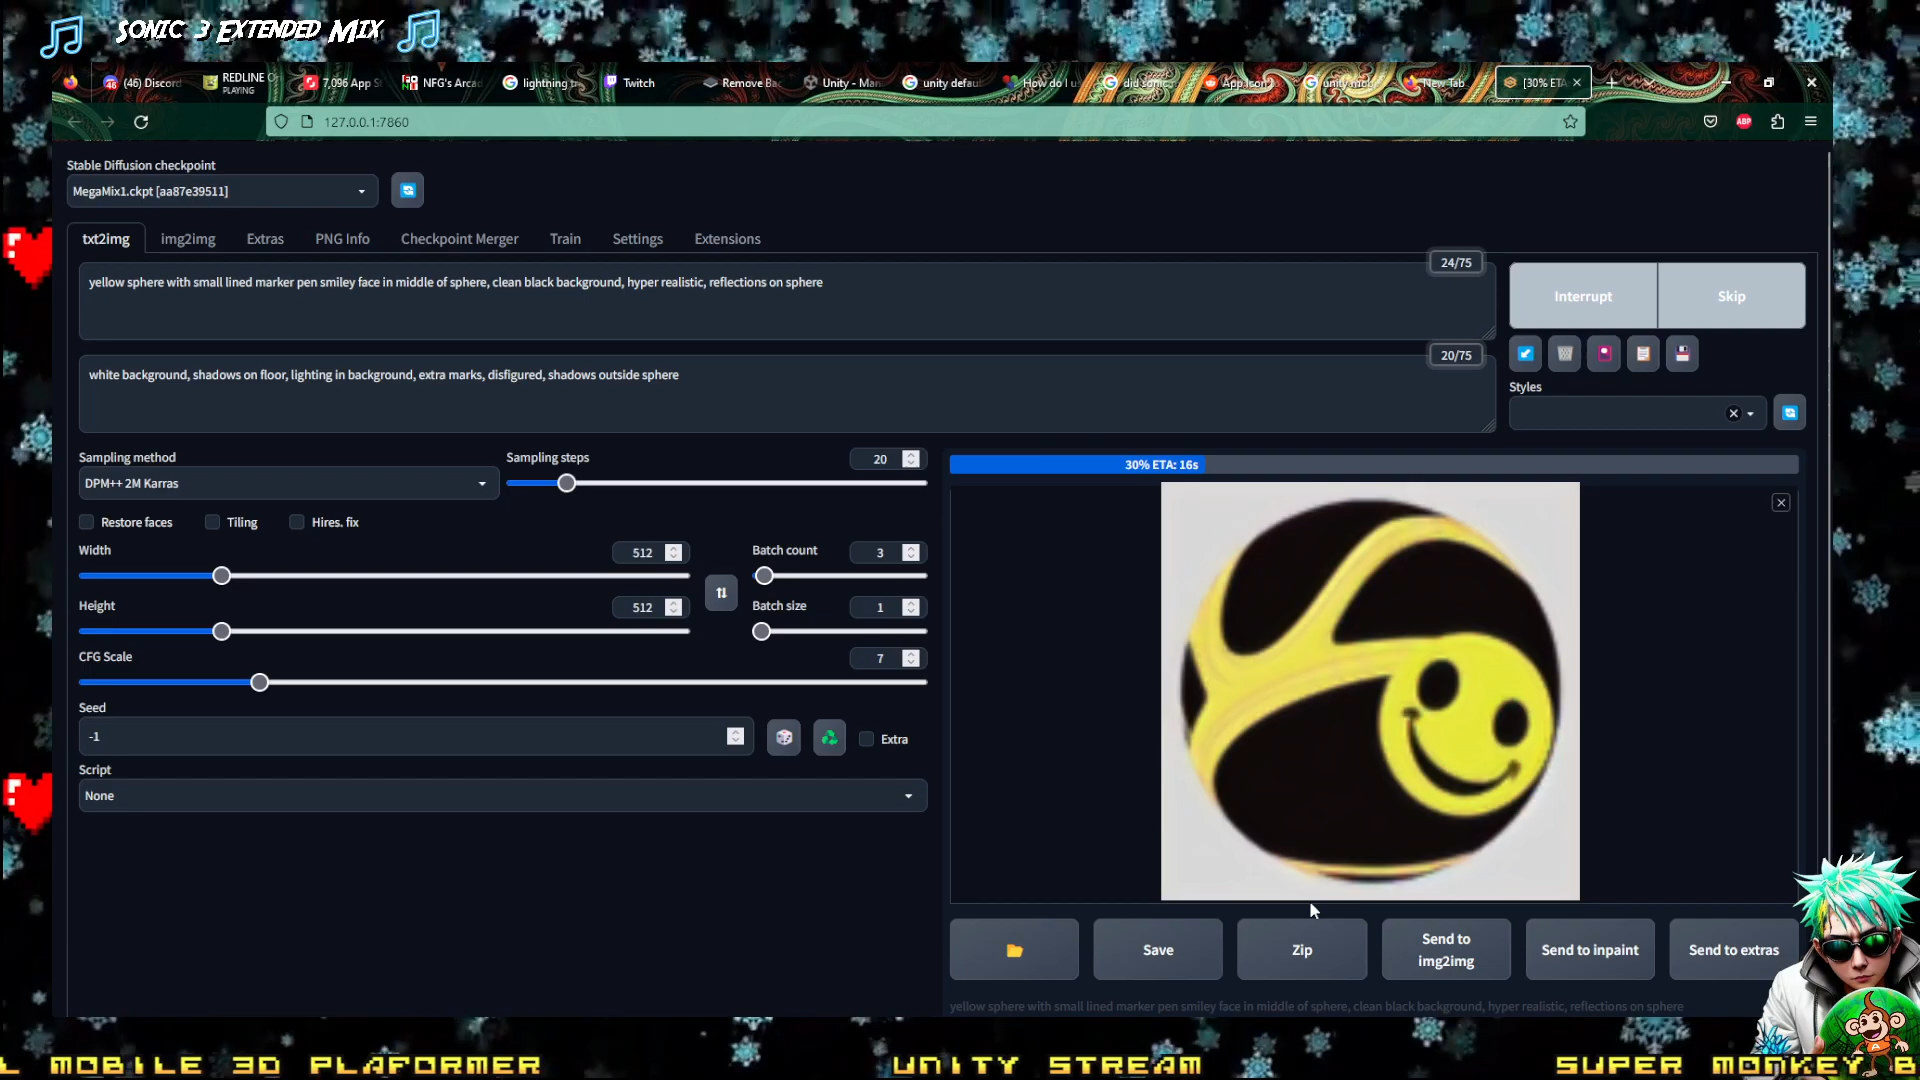 Sonic 3 Extended Mix
(46) Discord
REDLINE
PLAYING
7,096 App S
NFG's Arca
lightning t
Twitch
Remove Ba
Unity - Man
unity defau
How do I u
did sonic
App Icon
unity mob
New Tab
[30% ETA
127.0.0.1:7860
ABP
Stable Diffusion checkpoint
MegaMix1.ckpt [aa87e39511]
txt2img
img2img
Extras
PNG Info
Checkpoint Merger
Train
Settings
Extensions
24/75
yellow sphere with small lined marker pen smiley face in middle of sphere, clean black background, hyper realistic, reflections on sphere
Interrupt
Skip
20/75
white background, shadows on floor, lighting in background, extra marks, disfigured, shadows outside sphere
Styles
Sampling method
DPM++ 2M Karras
Sampling steps
20
30% ETA: 16s
Restore faces
Tiling
Hires. fix
Width
512
Batch count
3
Height
512
Batch size
1
CFG Scale
7
Seed
-1
Extra
Script
None
Save
Zip
Send to
img2img
Send to inpaint
Send to extras
yellow sphere with small lined marker pen smiley face in middle of sphere, clean black background, hyper realistic, reflections on sphere
L MOBILE 3D PLAFORMER
UNITY STREAM
SUPER MONKEY B